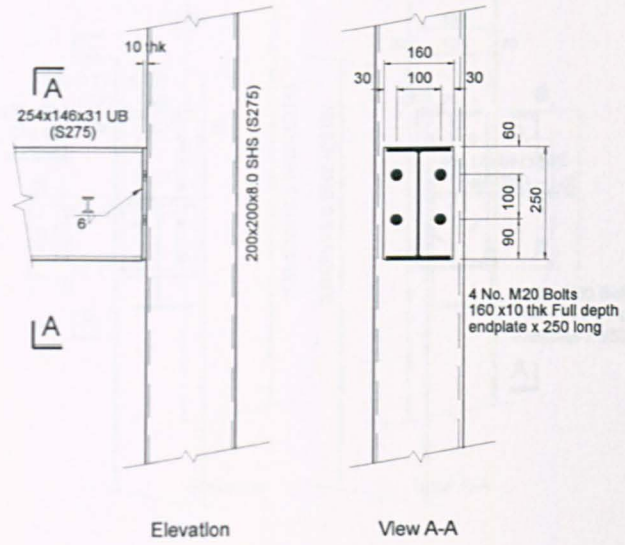 10 thk
A
254x146x31 UB
(S275)
6
A
200x200x8.0 SHS (S275)
160
30
100
30
60
100
250
90
4 No. M20 Bolts
160 x10 thk Full depth
endplate x 250 long
Elevation
View A-A